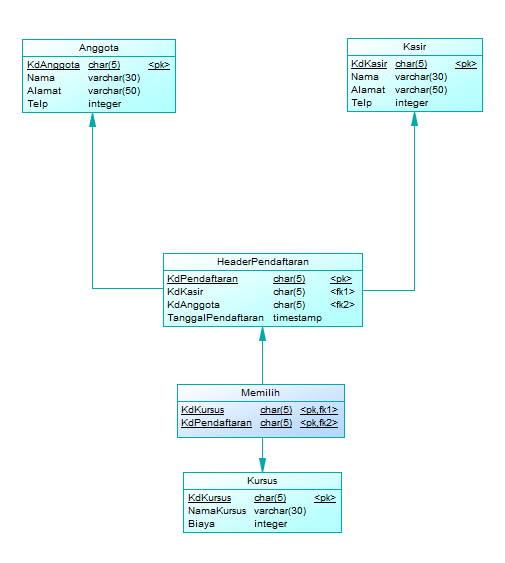 Anggota
KdAnggota char(5) <pk>
Nama varchar(30)
Alamat varchar(50)
Telp integer
Kasir
KdKasir char(5) <pk>
Nama varchar(30)
Alamat varchar(50)
Telp integer
HeaderPendaftaran
KdPendaftaran char(5) <pk>
KdKasir char(5) <fk1>
KdAnggota char(5) <fk2>
TanggalPendaftaran timestamp
Memilih
KdKursus char(5) <pk,fk1>
KdPendaftaran char(5) <pk,fk2>
Kursus
KdKursus char(5) <pk>
NamaKursus varchar(30)
Biaya integer